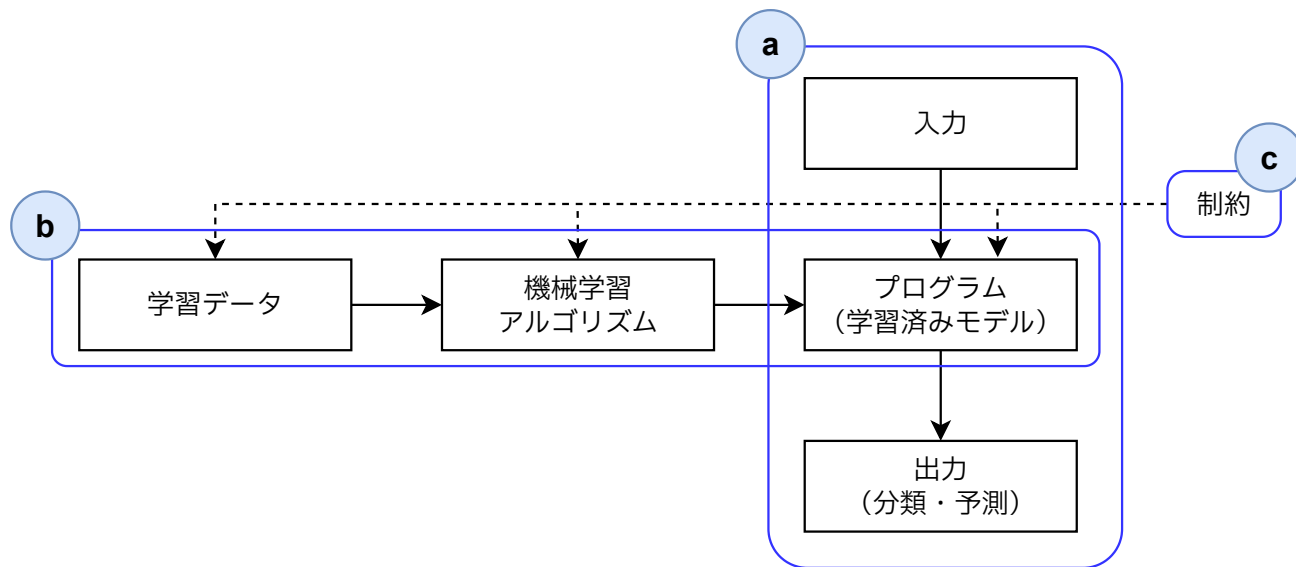 a
入力
c
制約
b
学習データ
機械学習
アルゴリズム
プログラム
（学習済みモデル）
出力
（分類・予測）